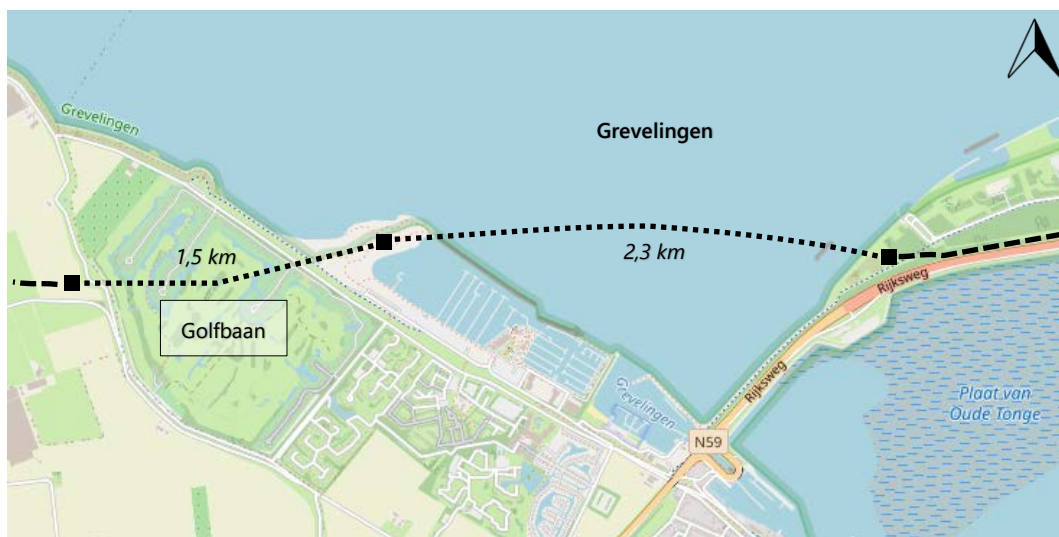 Grevelingen
Grevelingen
1,5 km
2,3 km
Rijksweg
Golfbaan
Rijksweg
Grevelingen
Plaat van
Oude Tonge
N59